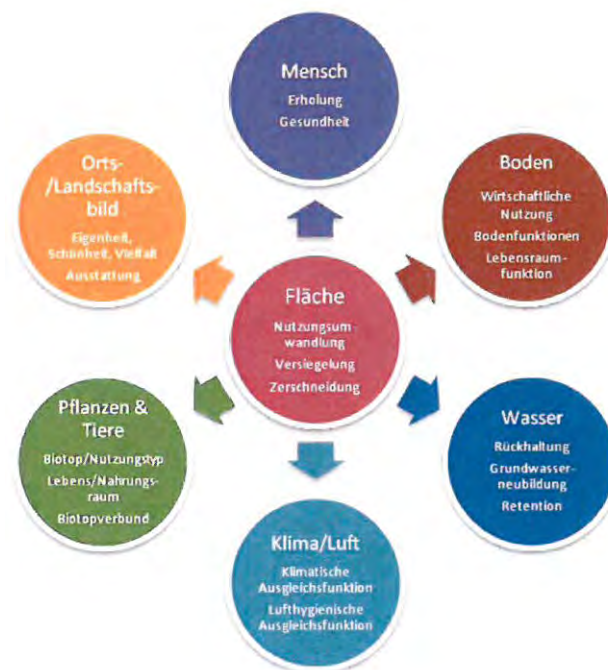 Mensch
Erholung
Gesundheit
Orts-
/Landschafts-
bild
Eigenheit,
Schönheit, Vielfalt
Ausstattung
Boden
Wirtschaftliche
Nutzung
Bodenfunktionen
Lebensraum-
funktion
Fläche
Nutzungsum
wandlung
Versiegelung
Zerschneidung
Pflanzen &
Tiere
Biotop/Nutzungstyp
Lebens/Nahrungs-
raum
Biotopverbund
Wasser
Rückhaltung
Grundwasser-
neubildung
Retention
Klima/Luft
Klimatische
Ausgleichsfunktion
Lufthygienische
Ausgleichsfunktion